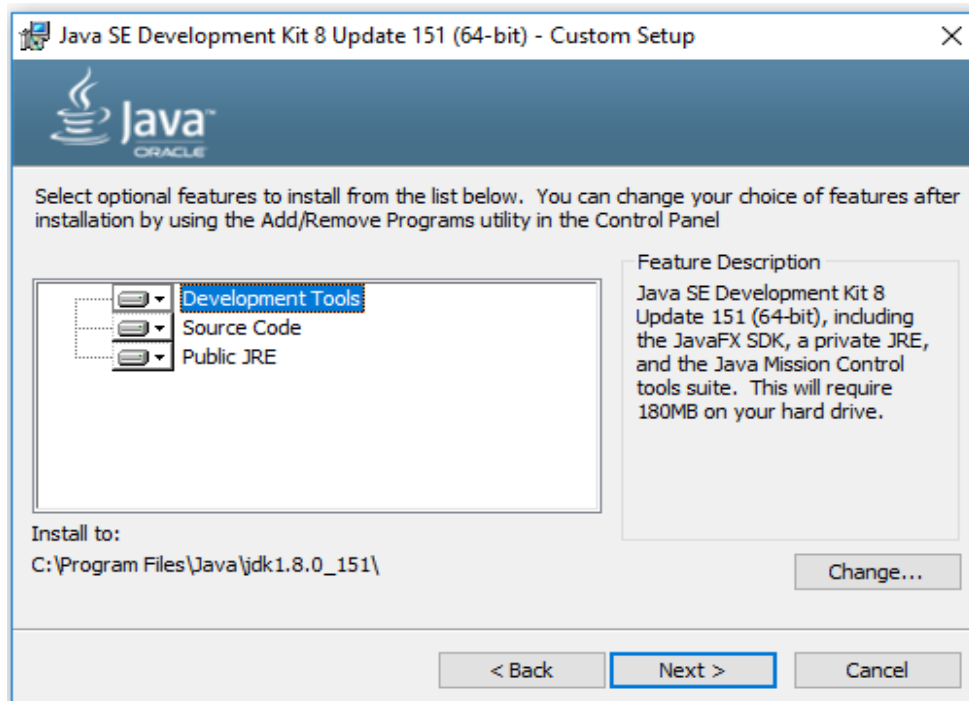 Java SE Development Kit 8 Update 151 (64-bit) - Custom Setup
Java™
ORACLE
Select optional features to install from the list below.  You can change your choice of features after
installation by using the Add/Remove Programs utility in the Control Panel
Development Tools
Source Code
Public JRE
Feature Description
Java SE Development Kit 8
Update 151 (64-bit), including
the JavaFX SDK, a private JRE,
and the Java Mission Control
tools suite.  This will require
180MB on your hard drive.
Install to:
C:\Program Files\Java\jdk1.8.0_151\
Change...
< Back
Next >
Cancel